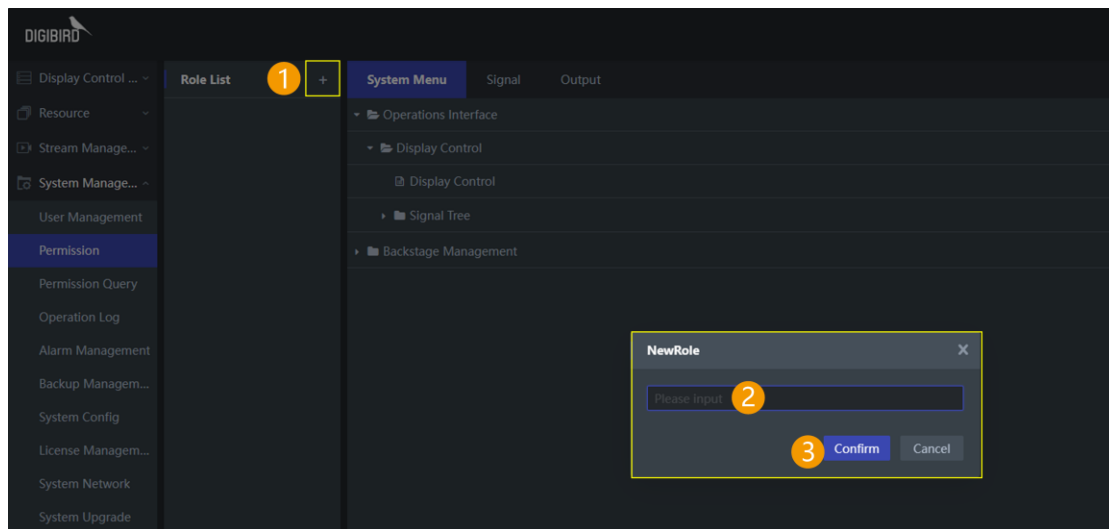 DIGIBIRD
Display Control ...
Resource
Stream Manage...
System Manage...
User Management
Permission
Permission Query
Operation Log
Alarm Management
Backup Managem...
System Config
License Managem...
System Network
System Upgrade
Role List 1 +
System Menu Signal Output
Operations Interface
Display Control
Display Control
Signal Tree
Backstage Management
NewRole X
Please input 2
3 Confirm Cancel